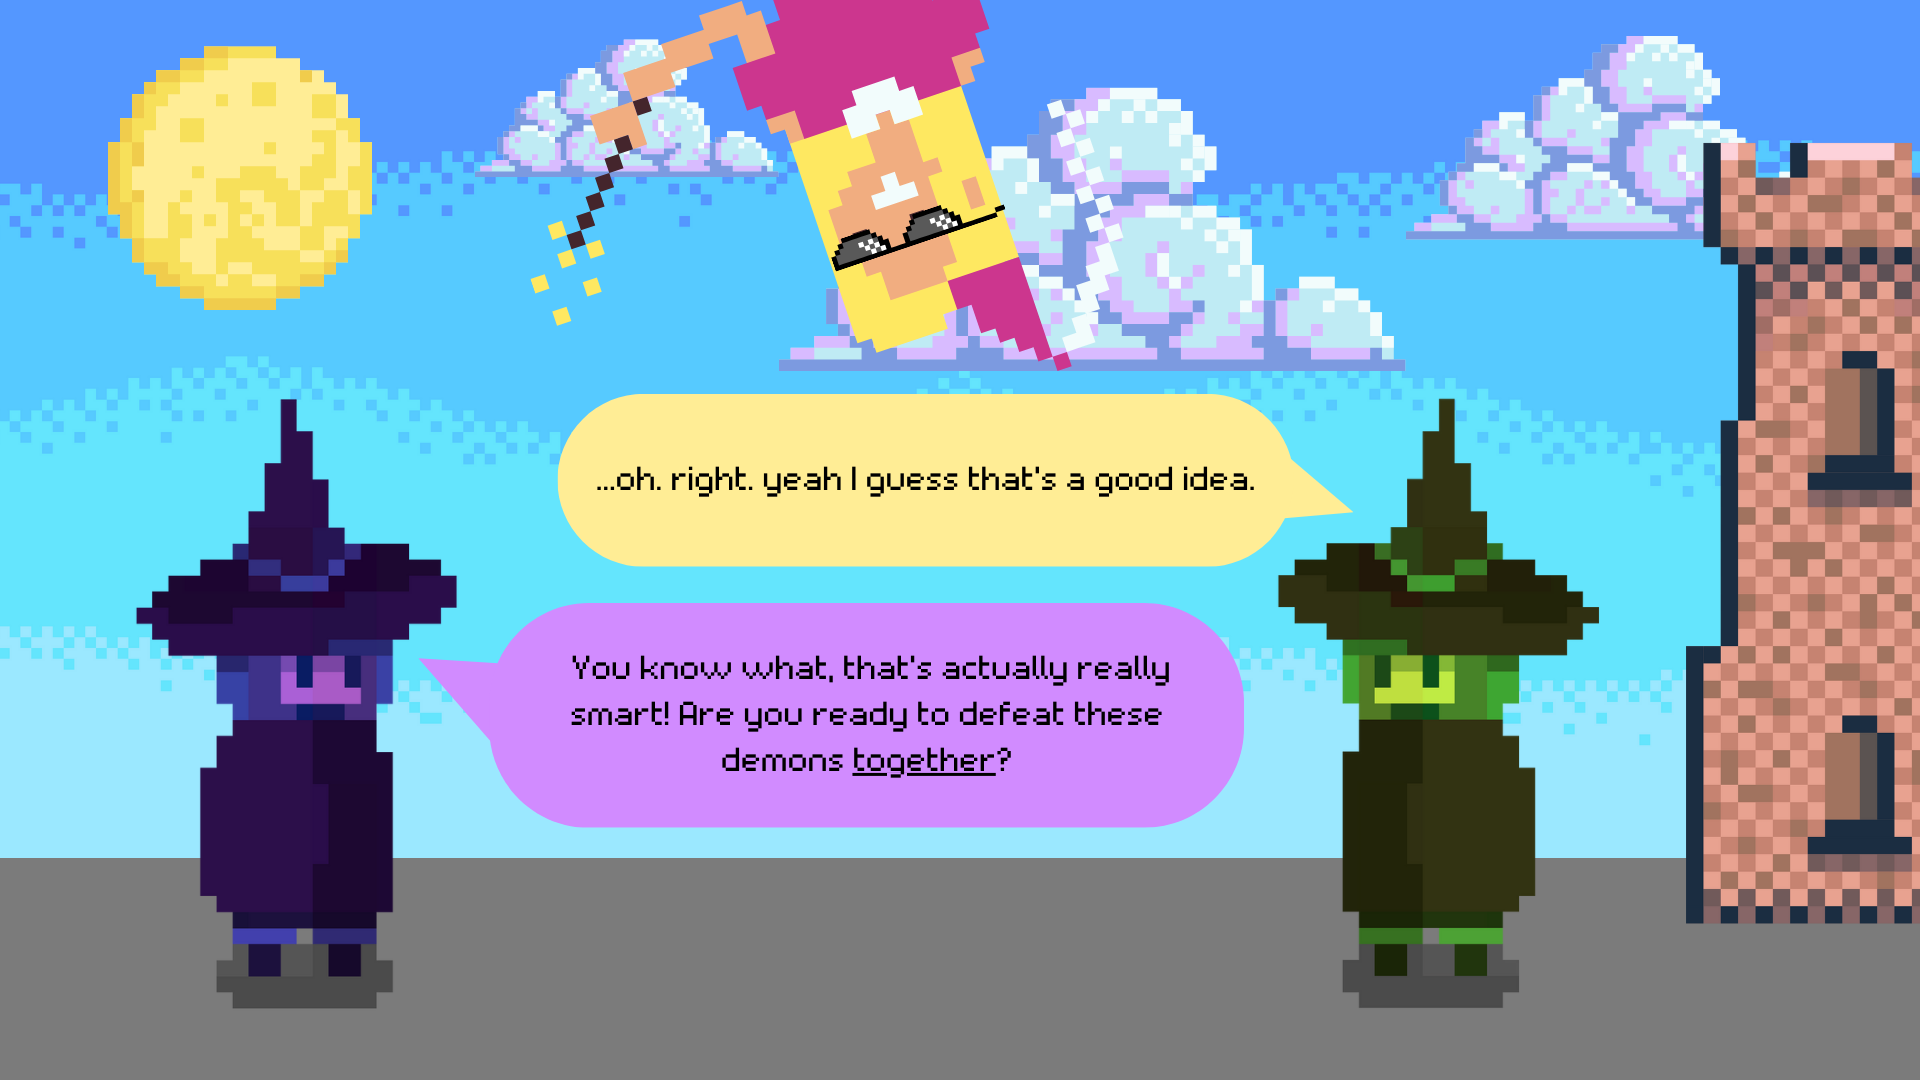 ...oh. right. yeah I guess that's a good idea.
You know what, that's actually really
smart! Are you ready to defeat these
demons together?